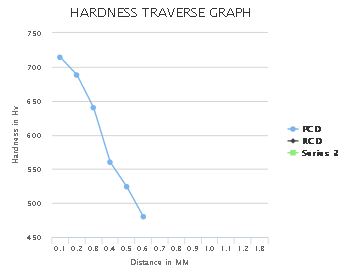 HARDNESS TRAVERSE GRAPH
750
700
650
600
550
500
450
Hardness in Hv
0.1 0.2 0.3 0.4 0.5 0.6 0.7 0.8 0.9 1.0 1.2 1.2 1.8
Distance in MM
PCD
RCD
Series 2